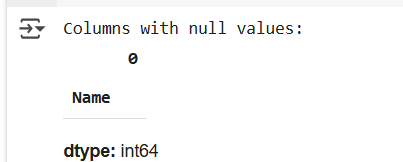 Columns with null values:
0
Name
dtype: int64